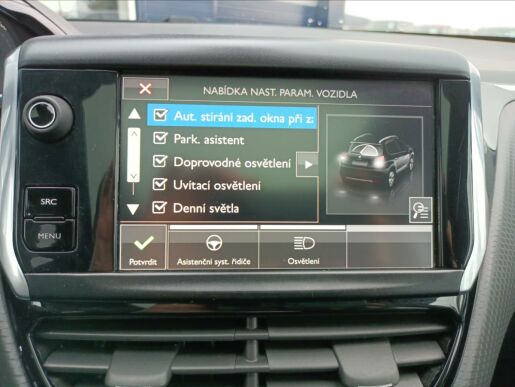 NABÍDKA NAST. PARAM. VOZIDLA
Aut. stírání zad. okna při z
Park. asistent
Doprovodné osvětlení
Uvítací osvětlení
Denní světla
SRC
MENU
Potvrdit
Asistenční syst. řidiče
Osvětlení